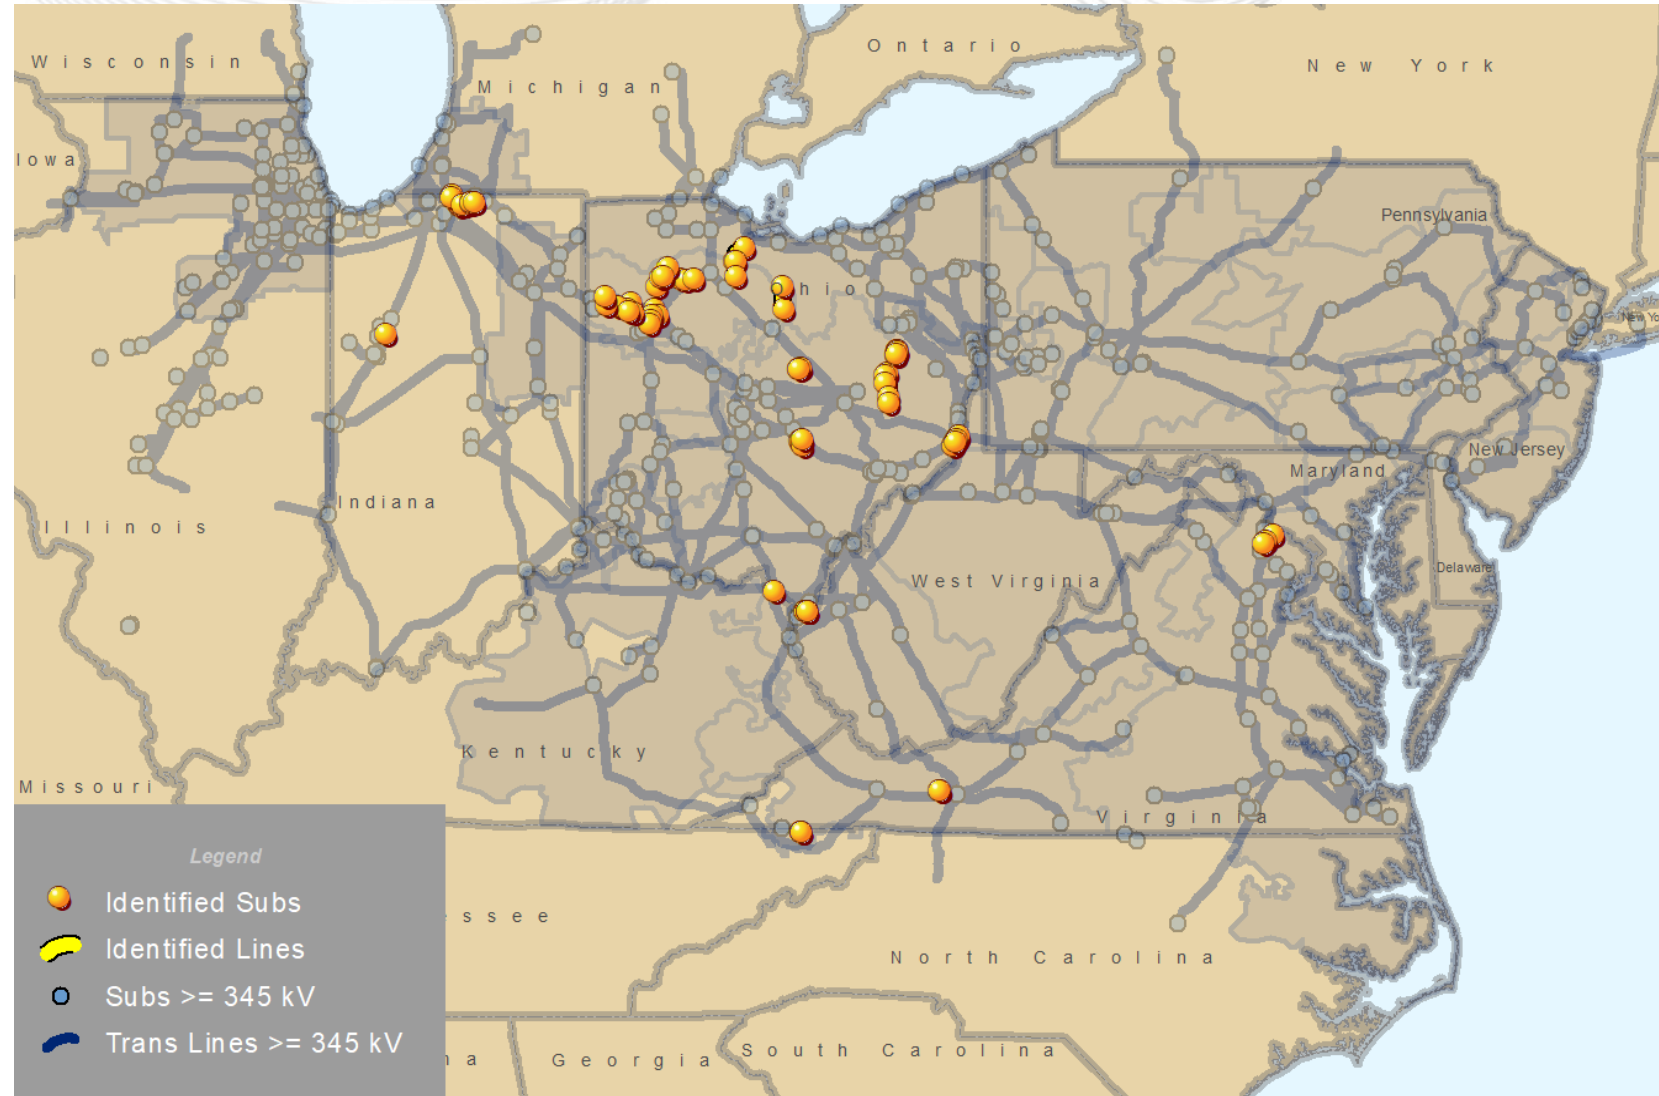 Ontario
Wisconsin
New York
Michigan
Iowa
Pennsylvania
Ohio
New Yo
New Jersey
Maryland
Indiana
Illinois
Delaware
West Virginia
Kentucky
Missouri
Virginia
Legend
Identified Subs
ssee
Identified Lines
North Carolina
Subs >= 345 kV
Trans Lines >= 345 kV
South Carolina
na
Georgia